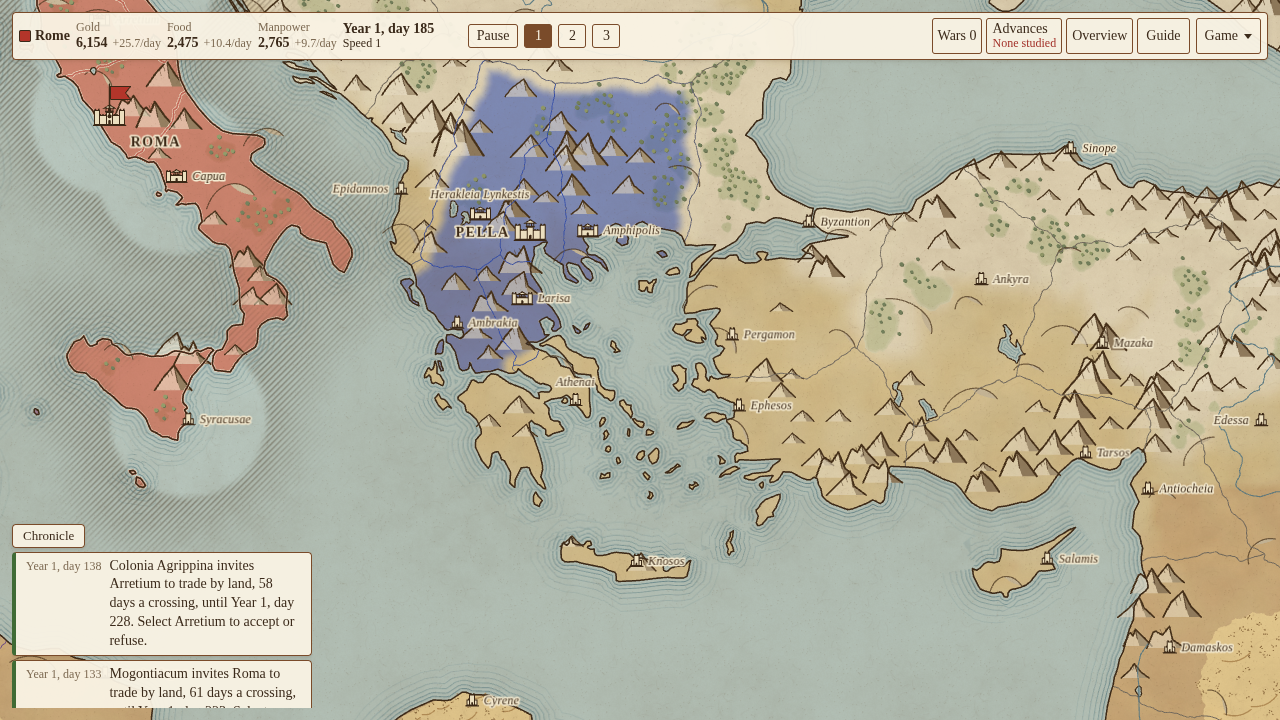 Rome
Gold
6,154 +25.7/day
Food
2,475 +10.4/day
Manpower
2,765 +9.7/day
Year 1, day 185
Speed 1
Pause
1
2
3
Wars 0
Advances
None studied
Effects
Overview
Guide
Game
ROMA
Capua
Syracusae
Epidamnos
Herakleia Lynkestis
PELLA
Amphipolis
Larisa
Ambrakia
Athenai
Byzantion
Sinope
Ankyra
Pergamon
Mazaka
Ephesos
Edessa
Tarsos
Antiocheia
Knosos
Salamis
Damaskos
Cyrene
Chronicle
Year 1, day 138
Colonia Agrippina invites
Arretium to trade by land, 58
days a crossing, until Year 1, day
228. Select Arretium to accept or
refuse.
Year 1, day 133
Mogontiacum invites Roma to
trade by land, 61 days a crossing,